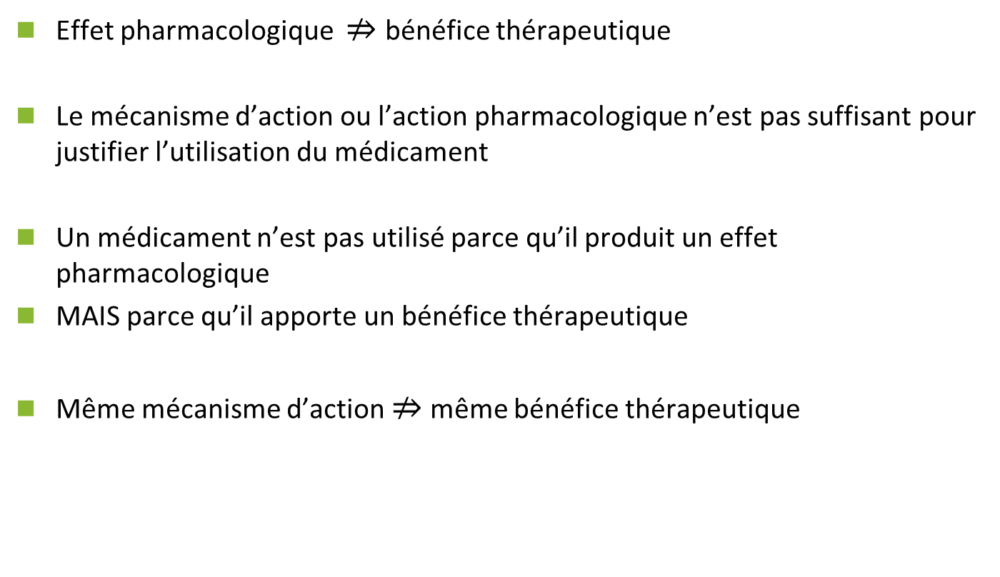 Effet pharmacologique ⇏ bénéfice thérapeutique
Le mécanisme d’action ou l’action pharmacologique n’est pas suffisant pour
justifier l’utilisation du médicament
Un médicament n’est pas utilisé parce qu’il produit un effet
pharmacologique
MAIS parce qu’il apporte un bénéfice thérapeutique
Même mécanisme d’action ⇏ même bénéfice thérapeutique